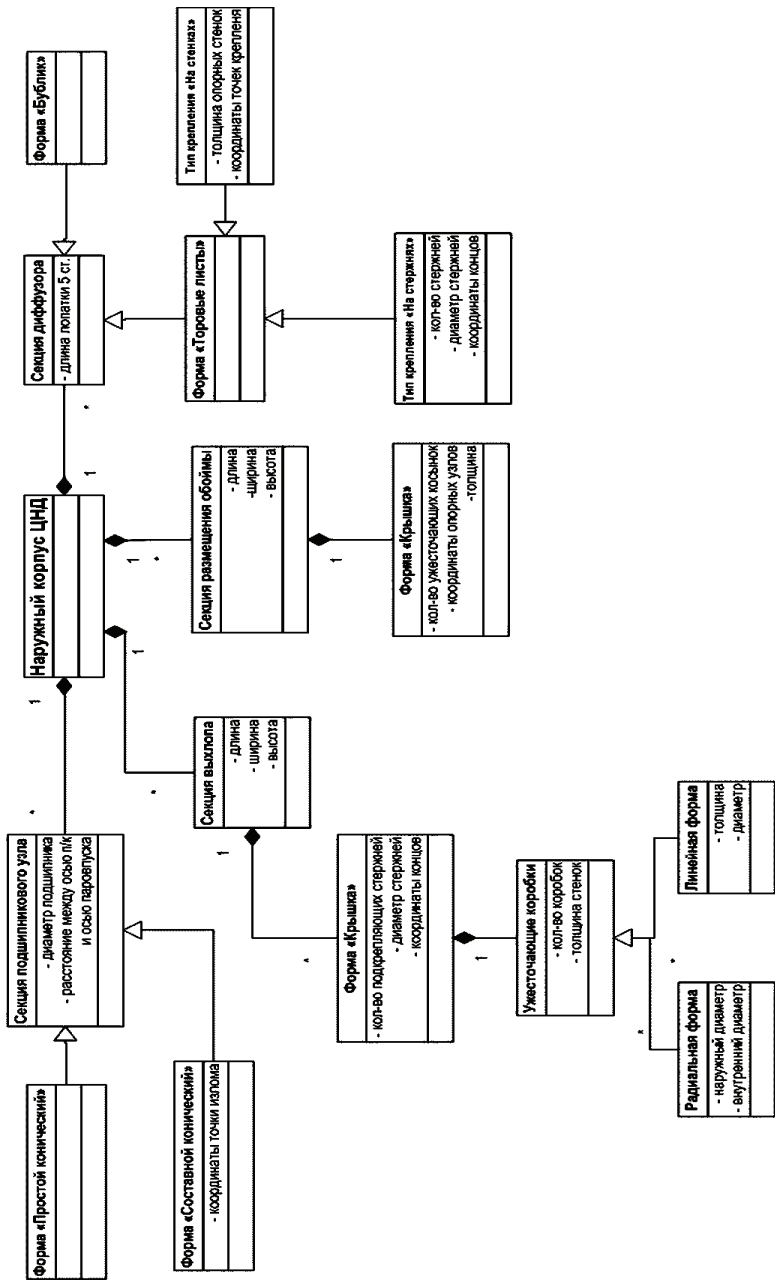 Наружный корпус ЦНД
1
1
1
1
*
*
*
*
Секция подшипникового узла
- диаметр подшипника
- расстояние между осью п/к
и осью паровпуска
Форма «Простой конический»
Форма «Составной конический»
- координаты точки излома
Секция выхлопа
- длина
- ширина
- высота
1
*
Форма «Крышка»
- кол-во подкрепляющих стержней
- диаметр стержней
- координаты концов
1
Ужесточающие коробки
- кол-во коробок
- толщина стенок
*
*
Радиальная форма
- наружный диаметр
- внутренний диаметр
Линейная форма
- толщина
- диаметр
Секция размещения обоймы
- длина
-ширина
- высота
1
Форма «Крышка»
- кол-во ужесточающих косынок
- координаты опорных узлов
-толщина
Секция диффузора
- длина лопатки 5 ст.
Форма «Бублик»
Форма «Торовые листы»
Тип крепления «На стенках»
- толщина опорных стенок
- координаты точек крепленя
Тип крепления «На стержнях»
- кол-во стержней
- диаметр стержней
- координаты концов